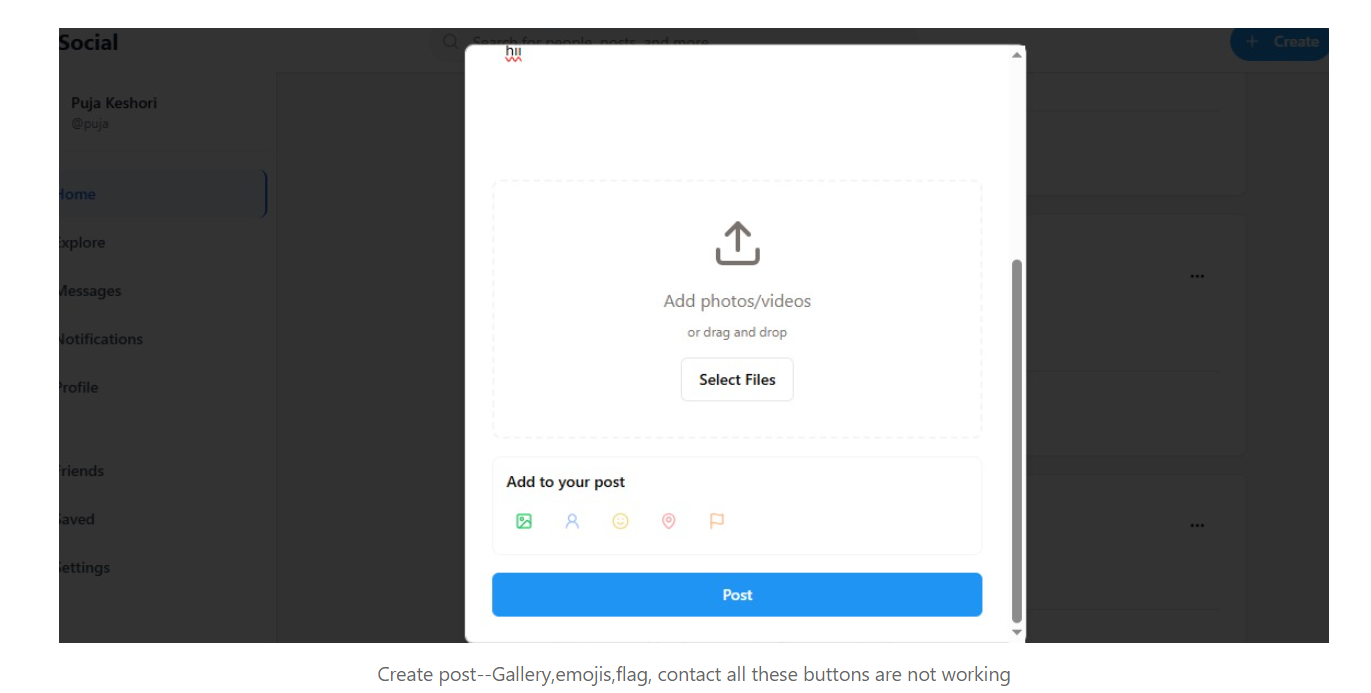 Social
Search for people, posts, and more
+ Create
hii
Puja Keshori
@puja
Home
Explore
Messages
Notifications
Profile
Friends
Saved
Settings
Add photos/videos
or drag and drop
Select Files
Add to your post
Post
Create post--Gallery,emojis,flag, contact all these buttons are not working